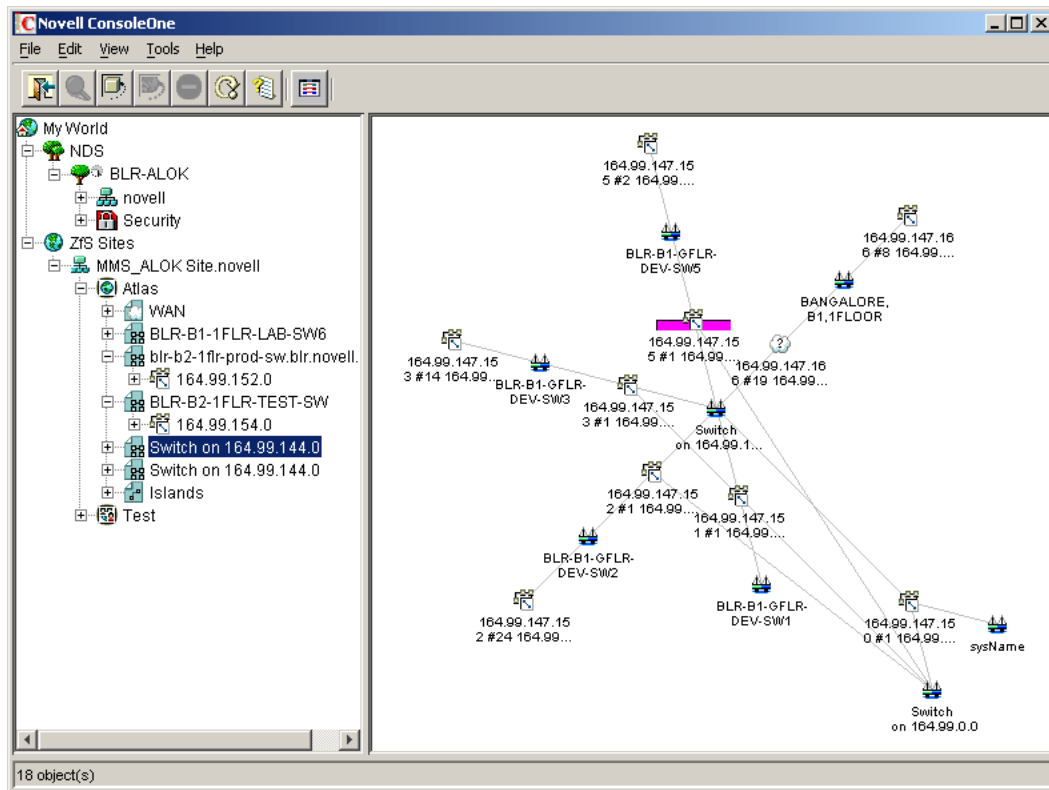 Novell ConsoleOne
File Edit View Tools Help
My World
NDS
BLR-ALOK
novell
Security
ZfS Sites
MMS_ALOK Site.novell
Atlas
WAN
BLR-B1-1FLR-LAB-SW6
blr-b2-1flr-prod-sw.blr.novell.
164.99.152.0
BLR-B2-1FLR-TEST-SW
164.99.154.0
Switch on 164.99.144.0
Switch on 164.99.144.0
Islands
Test
164.99.147.15
5 #2 164.99....
BLR-B1-GFLR-
DEV-SW5
164.99.147.16
6 #8 164.99....
BANGALORE,
B1,1FLOOR
164.99.147.15
5 #1 164.99....
164.99.147.16
6 #19 164.99...
164.99.147.15
3 #14 164.99...
BLR-B1-GFLR-
DEV-SW3
164.99.147.15
3 #1 164.99....
Switch
on 164.99.1...
164.99.147.15
2 #1 164.99....
164.99.147.15
1 #1 164.99....
BLR-B1-GFLR-
DEV-SW2
BLR-B1-GFLR-
DEV-SW1
164.99.147.15
2 #24 164.99...
164.99.147.15
0 #1 164.99....
sysName
Switch
on 164.99.0.0
18 object(s)